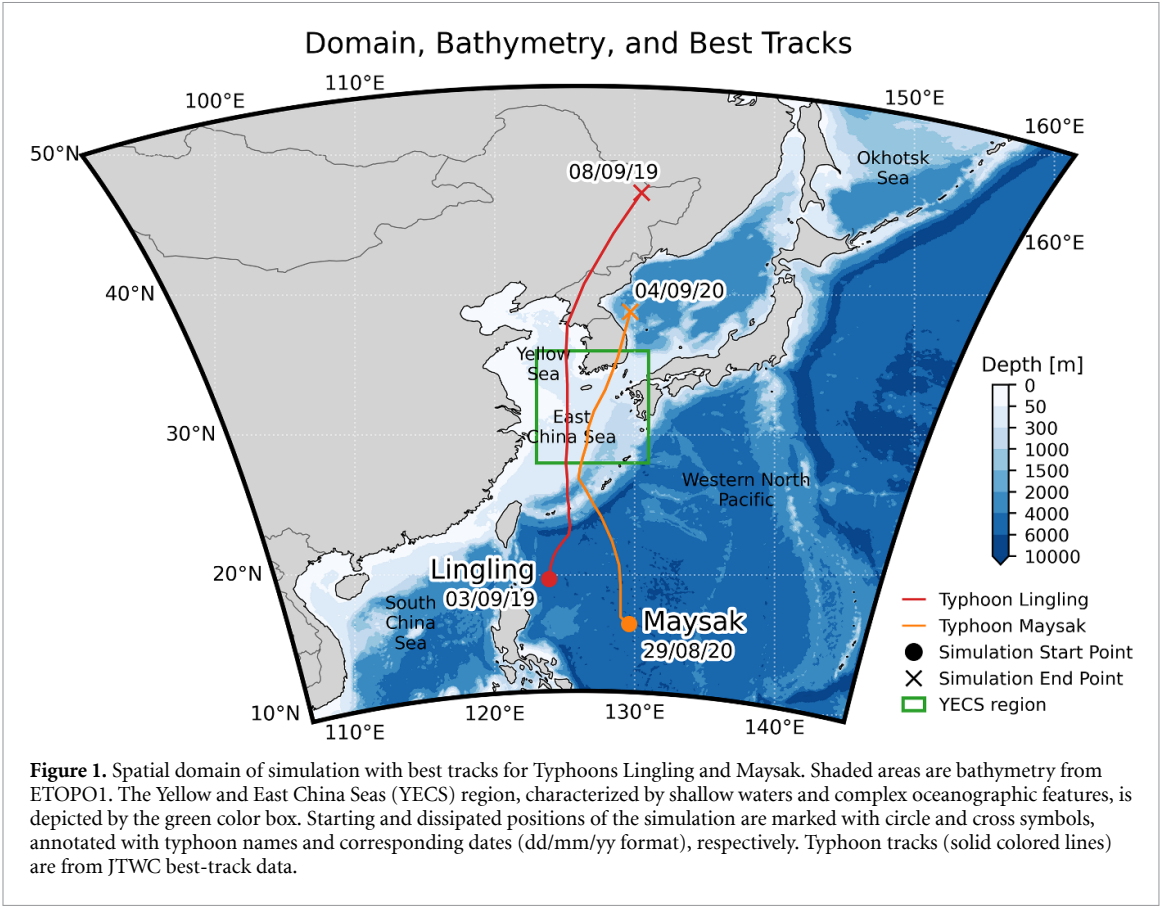 Domain, Bathymetry, and Best Tracks
100°E
110°E
150°E
160°E
50°N
Okhotsk
Sea
08/09/19
160°E
40°N
04/09/20
Yellow
Sea
Depth [m]
0
50
300
1000
1500
2000
4000
6000
10000
East
China Sea
30°N
Western North
Pacific
20°N
Lingling
03/09/19
South
China
Sea
Maysak
29/08/20
Typhoon Lingling
Typhoon Maysak
Simulation Start Point
Simulation End Point
YECS region
10°N
110°E
120°E
130°E
140°E
Figure 1. Spatial domain of simulation with best tracks for Typhoons Lingling and Maysak. Shaded areas are bathymetry from
ETOPO1. The Yellow and East China Seas (YECS) region, characterized by shallow waters and complex oceanographic features, is
depicted by the green color box. Starting and dissipated positions of the simulation are marked with circle and cross symbols,
annotated with typhoon names and corresponding dates (dd/mm/yy format), respectively. Typhoon tracks (solid colored lines)
are from JTWC best-track data.